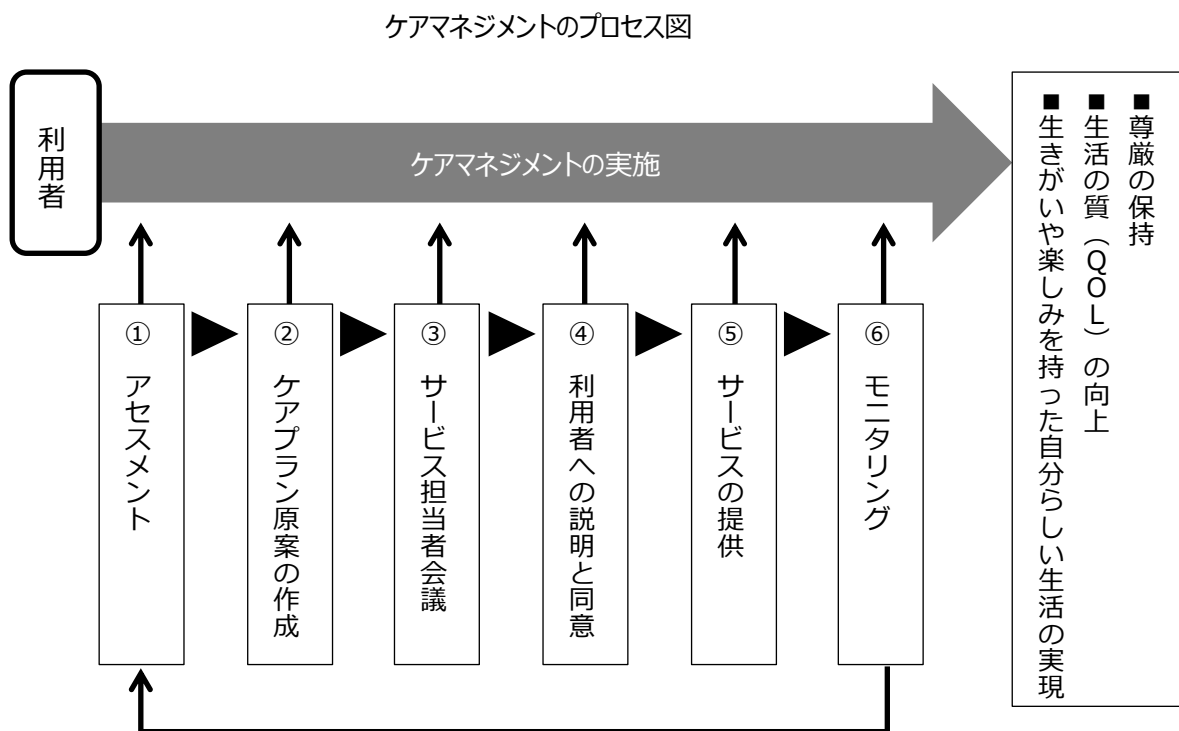 ケアマネジメントのプロセス図
利用者
ケアマネジメントの実施
① アセスメント
② ケアプラン原案の作成
③ サービス担当者会議
④ 利用者への説明と同意
⑤ サービスの提供
⑥ モニタリング
■尊厳の保持
■生活の質（ＱＯＬ）の向上
■生きがいや楽しみを持った自分らしい生活の実現